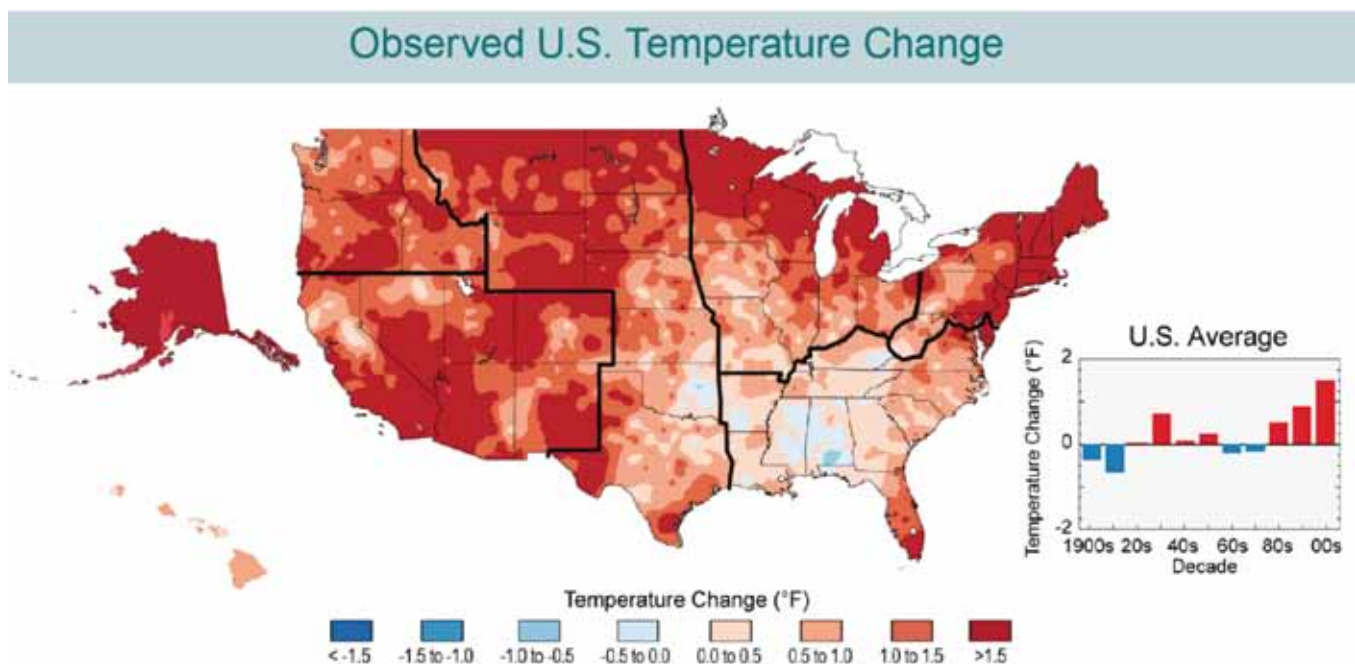 Observed U.S. Temperature Change
U.S. Average
Temperature Change (°F)
2
0
-2
1900s 20s 40s 60s 80s 00s
Decade
Temperature Change (°F)
< -1.5 -1.5 to -1.0 -1.0 to -0.5 -0.5 to 0.0 0.0 to 0.5 0.5 to 1.0 1.0 to 1.5 >1.5